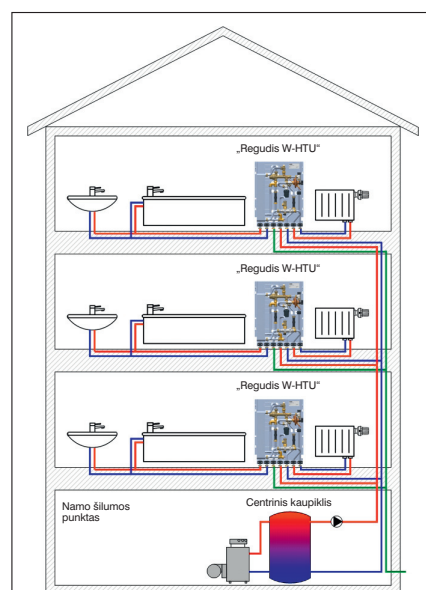 „Regudis W-HTU“
„Regudis W-HTU“
„Regudis W-HTU“
Namo šilumos
punktas
Centrinis kaupiklis